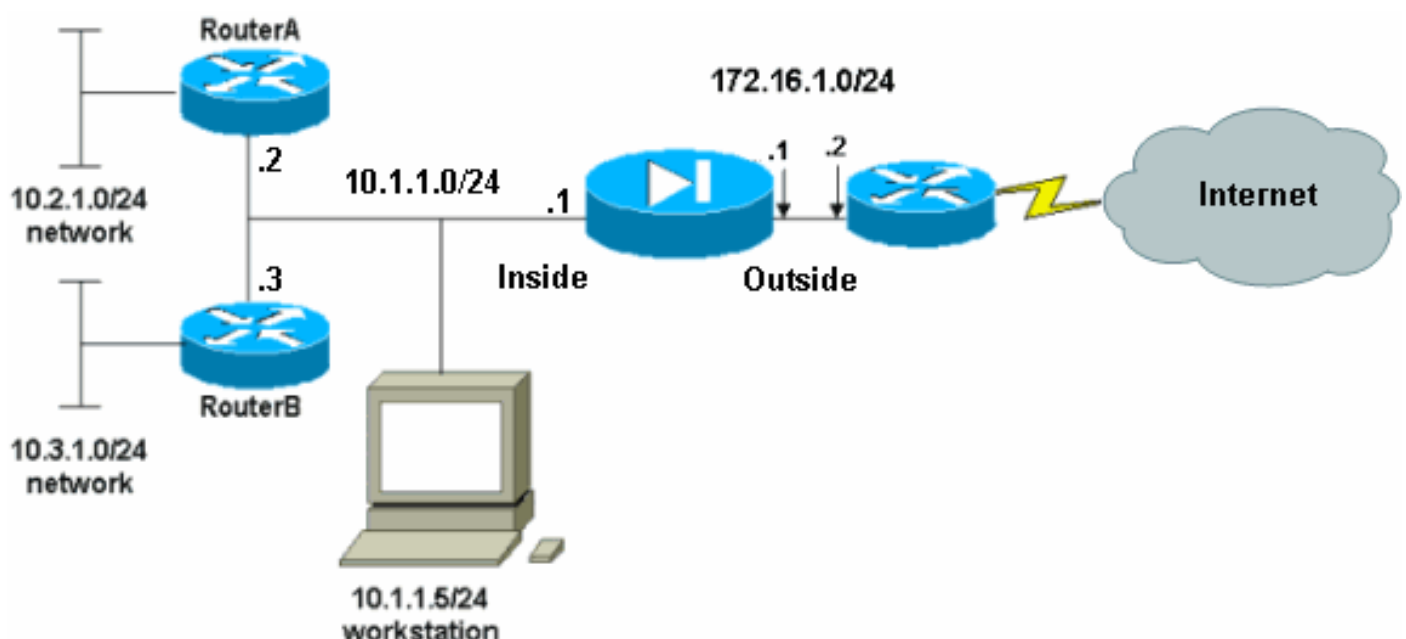 RouterA
172.16.1.0/24
.2
10.1.1.0/24
.1
.1
.2
Internet
10.2.1.0/24
network
Inside
Outside
.3
RouterB
10.3.1.0/24
network
10.1.1.5/24
workstation